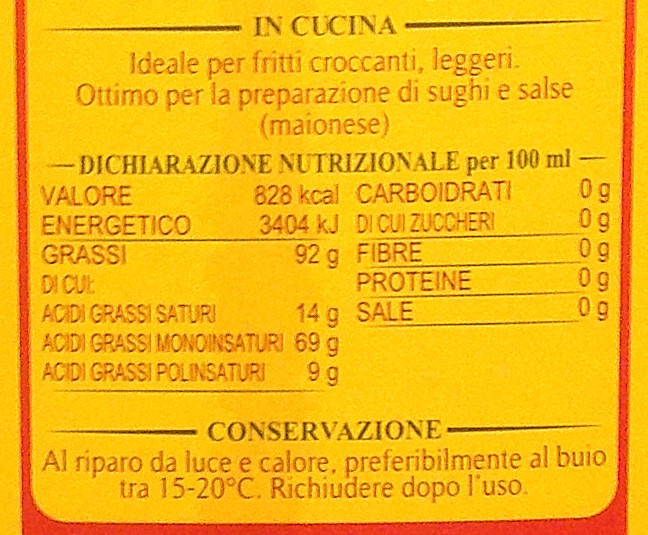 IN CUCINA
Ideale per fritti croccanti, leggeri.
Ottimo per la preparazione di sughi e salse
(maionese)
DICHIARAZIONE NUTRIZIONALE per 100 ml
VALORE 828 kcal CARBOIDRATI 0 g
ENERGETICO 3404 kJ DI CUI ZUCCHERI 0 g
GRASSI 92 g FIBRE 0 g
DI CUI: PROTEINE 0 g
ACIDI GRASSI SATURI 14 g SALE 0 g
ACIDI GRASSI MONOINSATURI 69 g
ACIDI GRASSI POLINSATURI 9 g
CONSERVAZIONE
Al riparo da luce e calore, preferibilmente al buio
tra 15-20°C. Richiudere dopo l'uso.